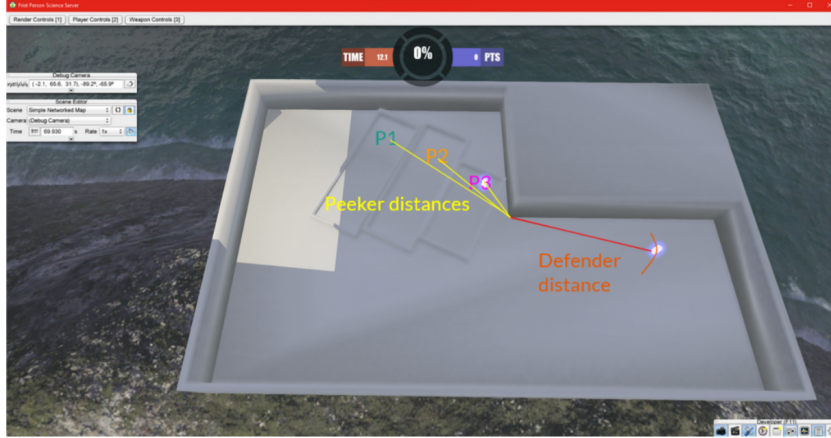 First Person Science Server
Render Controls [1] Player Controls [2] Weapon Controls [3]
TIME 12.1 0% 0 PTS
Debug Camera
Scene Editor
Scene Simple Networked Map
Camera (Debug Camera)
Time 69.930 s Rate 1x
P1
P2
P3
Peeker distances
Defender
distance